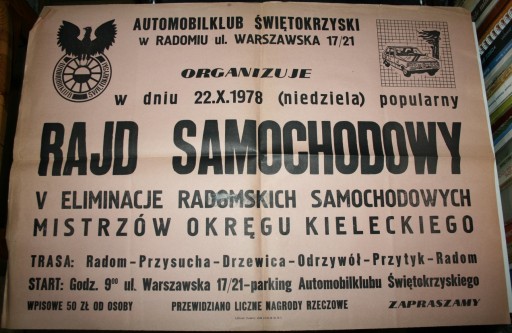 AUTOMOBILKLUB ŚWIĘTOKRZYSKI
W RADOMIU ul. WARSZAWSKA 17/21
ORGANIZUJE
w dniu 22.X.1978 (niedziela) popularny
RAJD SAMOCHODOWY
V ELIMINACJE RADOMSKICH SAMOCHODOWYCH
MISTRZÓW OKRĘGU KIELECKIEGO
TRASA: Radom-Przysucha-Drzewica-Odrzywół-Przytyk-Radom
START: Godz. 9⁰⁰ ul. Warszawska 17/21-parking Automobilklubu Świętokrzyskiego
WPISOWE 50 ZŁ OD OSOBY PRZEWIDZIANO LICZNE NAGRODY RZECZOWE ZAPRASZAMY